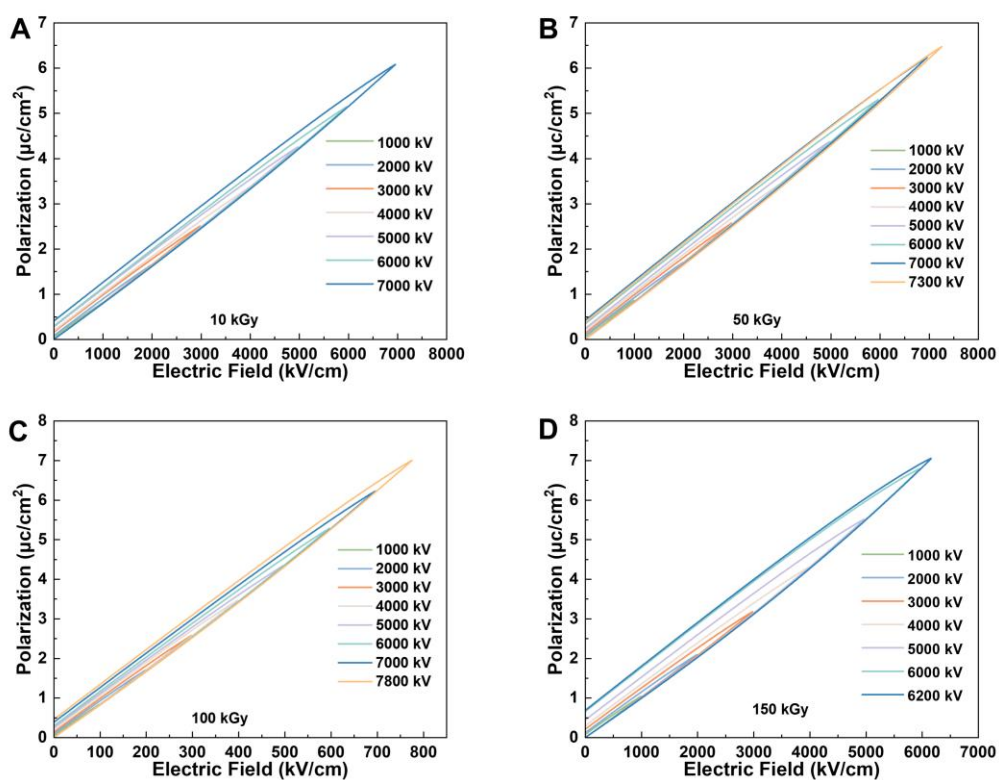 A
Polarization (μc/cm²)
7
6
5
4
3
2
1
0
1000 kV
2000 kV
3000 kV
4000 kV
5000 kV
6000 kV
7000 kV
10 kGy
0 1000 2000 3000 4000 5000 6000 7000 8000
Electric Field (kV/cm)
B
Polarization (μc/cm²)
7
6
5
4
3
2
1
0
1000 kV
2000 kV
3000 kV
4000 kV
5000 kV
6000 kV
7000 kV
7300 kV
50 kGy
0 1000 2000 3000 4000 5000 6000 7000 8000
Electric Field (kV/cm)
C
Polarization (μc/cm²)
8
7
6
5
4
3
2
1
0
1000 kV
2000 kV
3000 kV
4000 kV
5000 kV
6000 kV
7000 kV
7800 kV
100 kGy
0 100 200 300 400 500 600 700 800
Electric Field (kV/cm)
D
Polarization (μc/cm²)
8
7
6
5
4
3
2
1
0
1000 kV
2000 kV
3000 kV
4000 kV
5000 kV
6000 kV
6200 kV
150 kGy
0 1000 2000 3000 4000 5000 6000 7000
Electric Field (kV/cm)